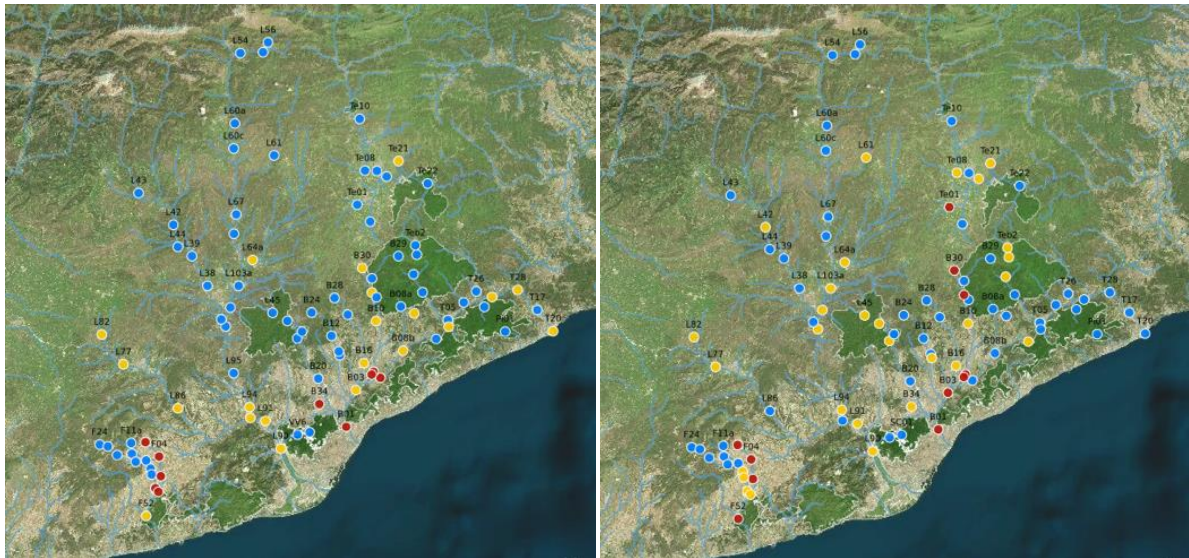 L56
L54
L60a
Te10
L60c
L61
Te21
Te08
Te22
L43
Te01
L67
L42
L44
L39
Teb2
B29
L64a
B30
L38
L103a
T26
T28
B28
B08a
L45
B24
B10
T05
T17
B12
T20
L82
B08b
L77
B16
L95
B20
B03
L86
L94
B34
L91
B01
F24
F11a
F04
F52
L56
L54
L60a
Te10
L60c
L61
Te21
Te08
Te22
L43
Te01
L67
L42
L44
L39
Teb2
B29
L64a
B30
L38
L103a
T26
T28
B28
B08a
L45
B24
B10
T05
T17
B12
T20
L82
B08b
L77
B16
L95
B20
B03
L86
L94
B34
L91
B01
F24
F11a
F04
F52